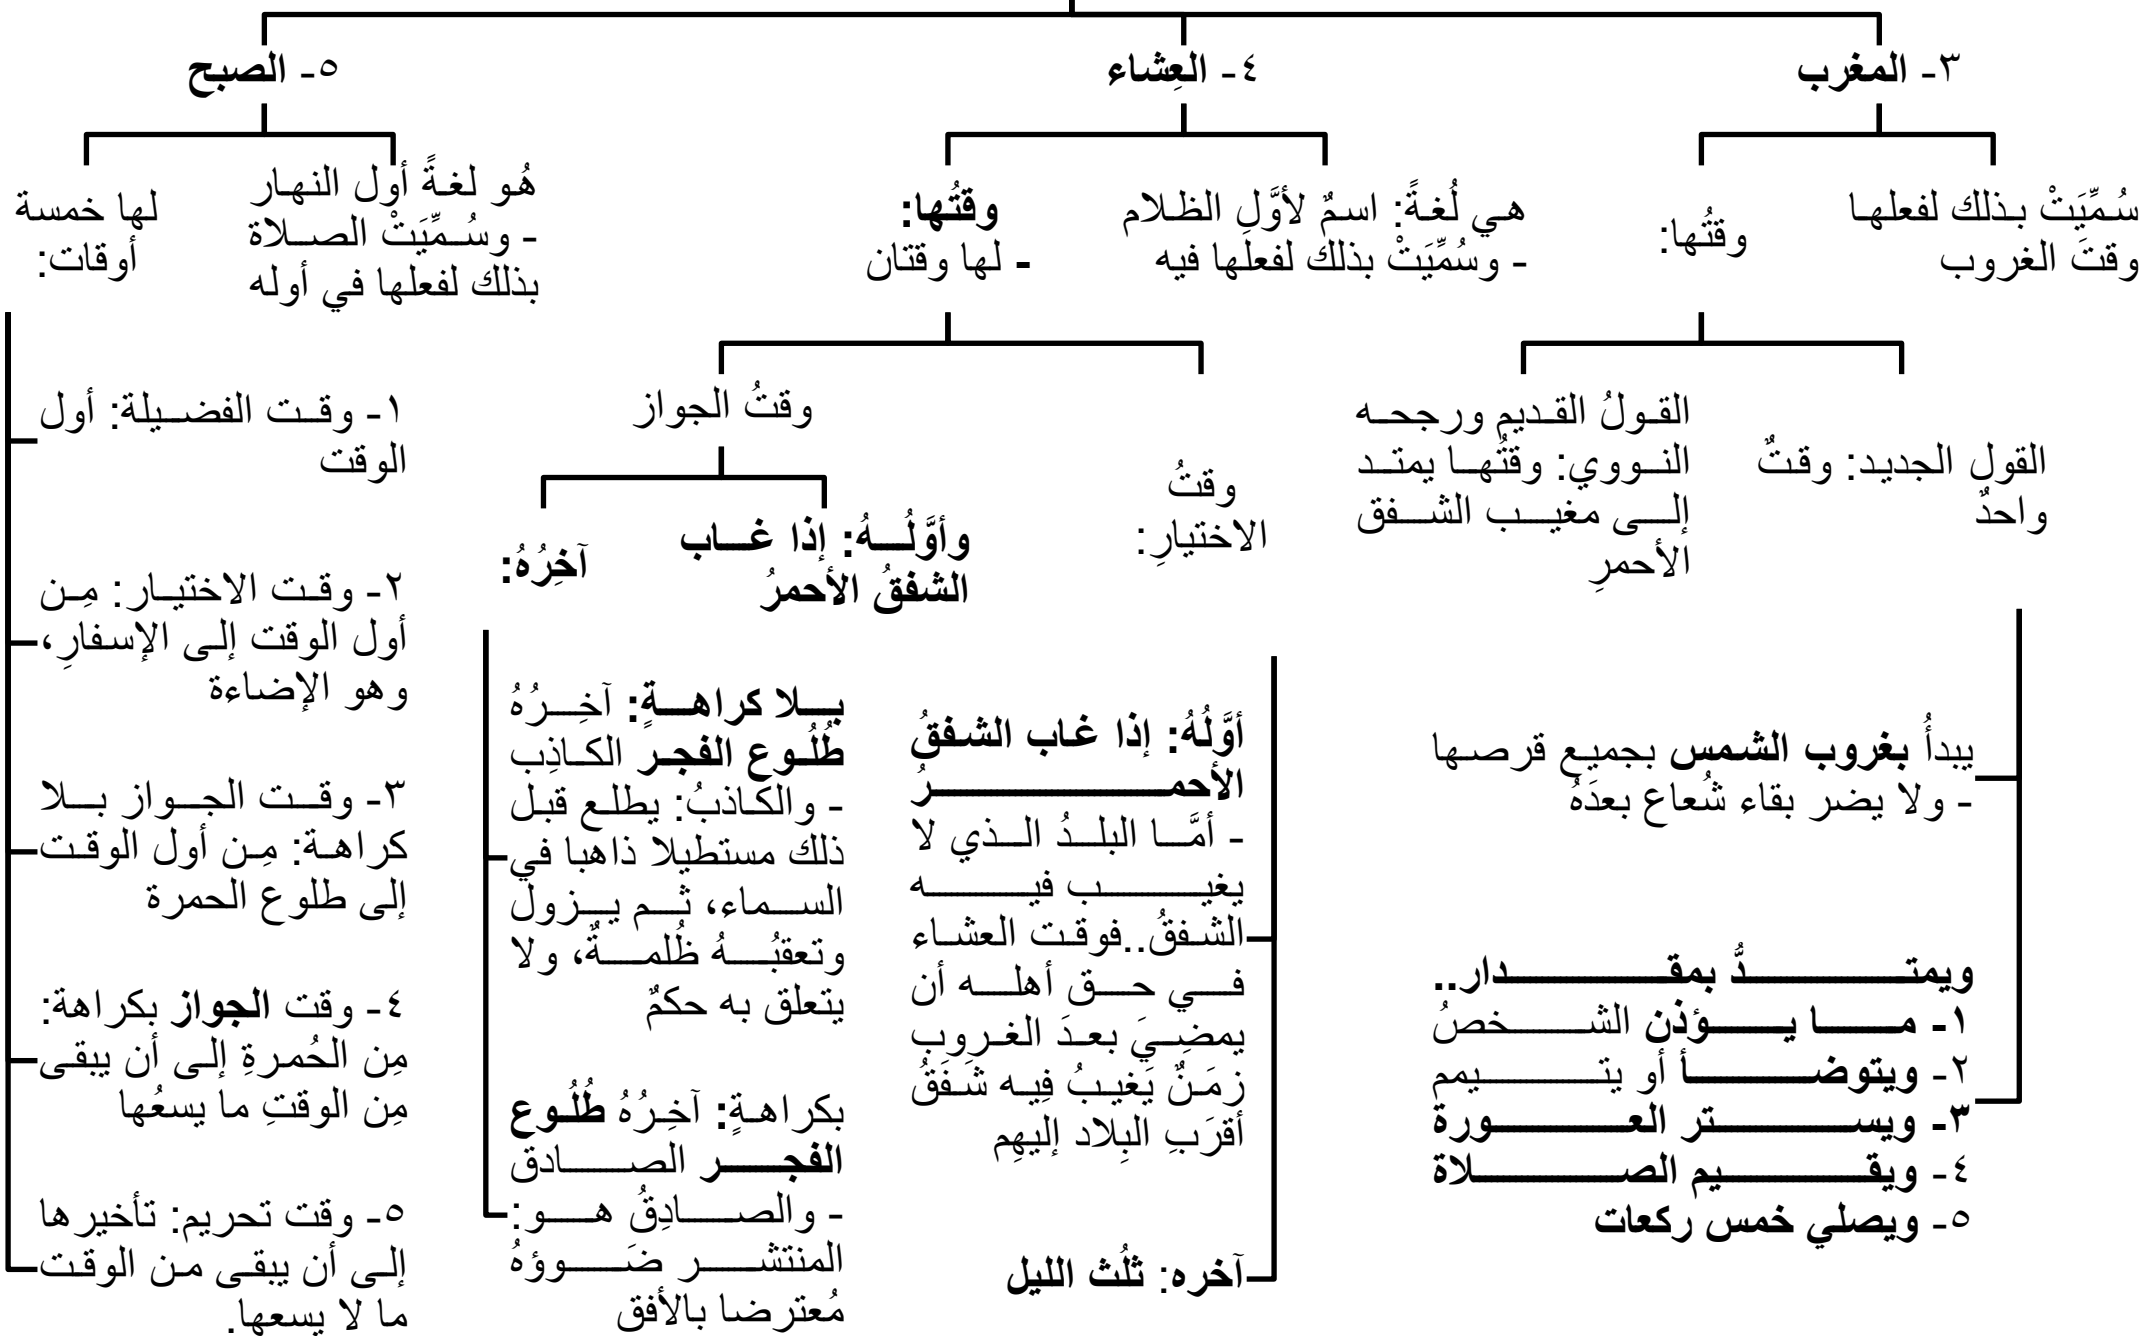 ٣- المغرب
سُمِّيَتْ بذلك لفعلها
وقتَ الغروب
وقتُها:
القول الجديد: وقتٌ
واحدٌ
يبدأُ بغروب الشمس بجميع قرصها
- ولا يضر بقاء شُعاع بعدَهُ
ويمتدُّ بمقدار..
١- ما يؤذن الشخصُ
٢- ويتوضأ أو يتيمم
٣- ويستر العورة
٤- ويقيم الصلاة
٥- ويصلي خمس ركعات
القولُ القديم ورجحه
النووي: وقتُها يمتد
إلى مغيب الشفق
الأحمرِ
٤- العِشاء
هي لُغةً: اسمٌ لأوَّلِ الظلام
- وسُمِّيَتْ بذلك لفعلها فيه
وقتُها:
- لها وقتان
وقتُ
الاختيارِ:
أوَّلُهُ: إذا غاب الشفقُ
الأحمرُ
- أمَّا البلدُ الذي لا
يغيب فيه
الشفقُ..فوقت العشاء
في حق أهله أن
يمضِيَ بعدَ الغروب
زمَنٌ يَغيبُ فِيه شَفَقُ
أقرَبِ البِلاد إليهِم
آخره: ثلُث الليل
وقتُ الجواز
وأوَّلُهُ: إذا غاب
الشفقُ الأحمرُ
آخِرُهُ:
بلا كراهةٍ: آخِرُهُ
طُلُوع الفجر الكاذِب
- والكاذبُ: يطلع قبل
ذلك مستطيلا ذاهبا في
السماء، ثم يزول
وتعقبُهُ ظُلمةٌ، ولا
يتعلق به حكمٌ
بكراهةٍ: آخِرُهُ طُلُوع
الفجر الصادق
- والصادِقُ هو:
المنتشر ضَوؤهُ
مُعترضا بالأفق
٥- الصبح
هُو لغةً أول النهار
- وسُمِّيَتْ الصلاة
بذلك لفعلها في أوله
لها خمسة
أوقات:
١- وقت الفضيلة: أول
الوقت
٢- وقت الاختيار: مِن
أول الوقت إلى الإسفارِ،
وهو الإضاءة
٣- وقت الجواز بلا
كراهة: مِن أول الوقت
إلى طلوع الحمرة
٤- وقت الجواز بكراهة:
مِن الحُمرةِ إلى أن يبقى
مِن الوقتِ ما يسعُها
٥- وقت تحريم: تأخيرها
إلى أن يبقى من الوقت
ما لا يسعها.